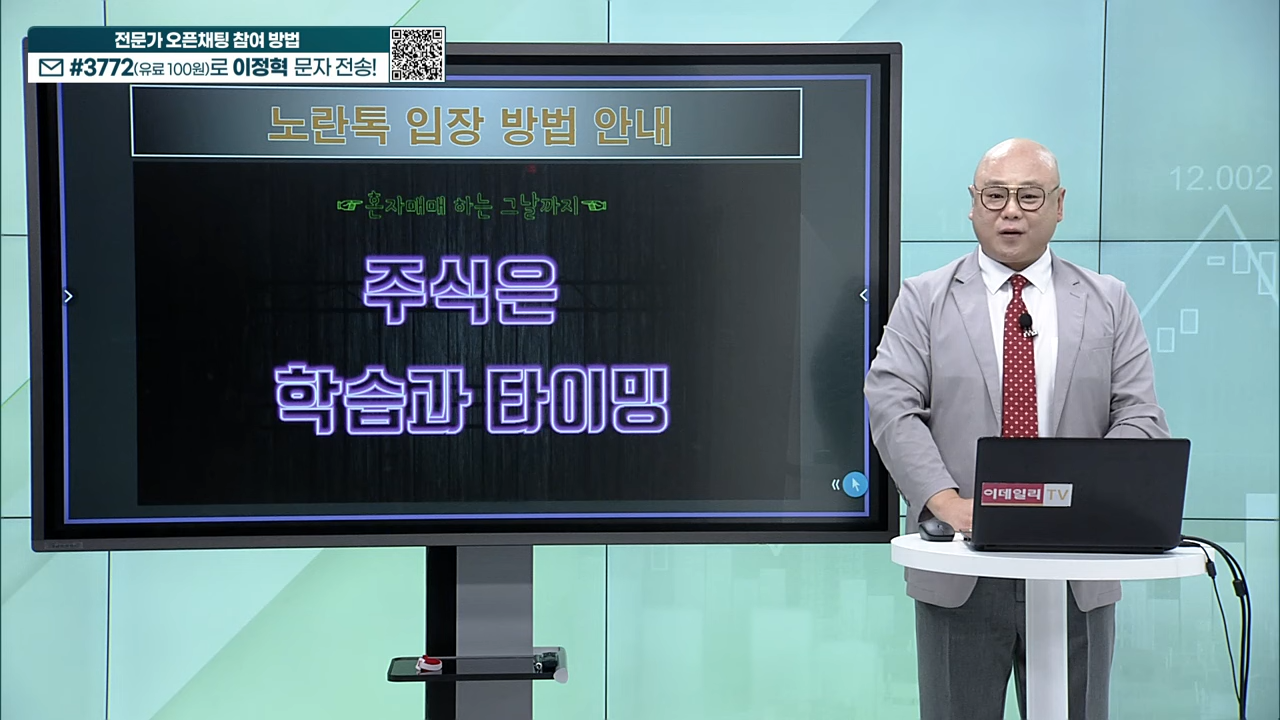 전문가 오픈채팅 참여 방법
#3772(유료 100원)로 이정혁 문자 전송!
노란톡 입장 방법 안내
☞혼자매매 하는 그날까지☜
주식은
학습과 타이밍
12.002
이데일리 TV